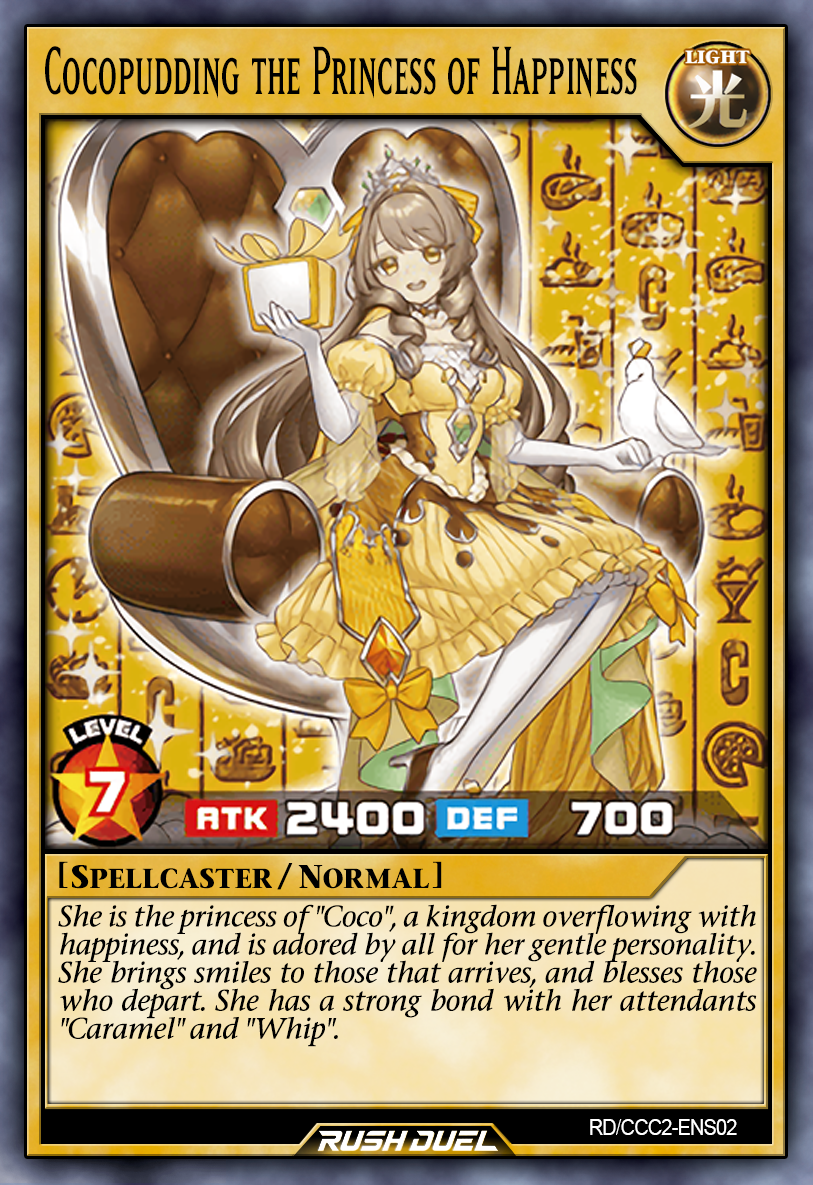 COCOPUDDING THE PRINCESS OF HAPPINESS
LIGHT
光
LEVEL
7
ATK 2400 DEF 700
[SPELLCASTER / NORMAL]
She is the princess of "Coco", a kingdom overflowing with
happiness, and is adored by all for her gentle personality.
She brings smiles to those that arrives, and blesses those
who depart. She has a strong bond with her attendants
"Caramel" and "Whip".
RUSH DUEL
RD/CCC2-ENS02